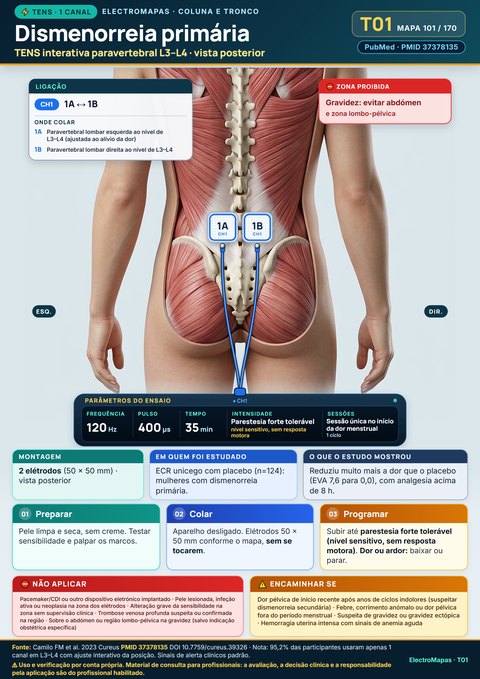 TENS · 1 CANAL
ELECTROMAPAS · COLUNA E TRONCO
Dismenorreia primária
TENS interativa paravertebral L3–L4 · vista posterior
T01 MAPA 101 / 170
PubMed · PMID 37378135
LIGAÇÃO
CH1 1A ↔ 1B
ONDE COLAR
1A Paravertebral lombar esquerda ao nível de
L3–L4 (ajustada ao alívio da dor)
1B Paravertebral lombar direita ao nível de L3–L4
ZONA PROIBIDA
Gravidez: evitar abdómen
e zona lombo-pélvica
1A
CH1
1B
CH1
ESQ.
DIR.
CH1
PARÂMETROS DO ENSAIO
FREQUÊNCIA
120 Hz
PULSO
400 µs
TEMPO
35 min
INTENSIDADE
Parestesia forte tolerável
nível sensitivo, sem resposta
motora
SESSÕES
Sessão única no início
da dor menstrual
1 ciclo
MONTAGEM
2 elétrodos (50 × 50 mm) ·
vista posterior
EM QUEM FOI ESTUDADO
ECR unicego com placebo (n=124):
mulheres com dismenorreia
primária.
O QUE O ESTUDO MOSTROU
Reduziu muito mais a dor que o placebo
(EVA 7,6 para 0,0), com analgesia acima
de 8 h.
01 Preparar
Pele limpa e seca, sem creme. Testar
sensibilidade e palpar os marcos.
02 Colar
Aparelho desligado. Elétrodos 50 ×
50 mm conforme o mapa, sem se
tocarem.
03 Programar
Subir até parestesia forte tolerável
(nível sensitivo, sem resposta
motora). Dor ou ardor: baixar ou
parar.
NÃO APLICAR
Pacemaker/CDI ou outro dispositivo eletrónico implantado · Pele lesionada, infeção
ativa ou neoplasia na zona dos elétrodos · Alteração grave da sensibilidade na
zona sem supervisão clínica · Trombose venosa profunda suspeita ou confirmada
na região · Sobre o abdómen ou região lombo-pélvica na gravidez (salvo indicação
obstétrica específica)
ENCAMINHAR SE
Dor pélvica de início recente após anos de ciclos indolores (suspeitar
dismenorreia secundária) · Febre, corrimento anómalo ou dor pélvica
fora do período menstrual · Suspeita de gravidez ou gravidez ectópica
· Hemorragia uterina intensa com sinais de anemia aguda
Fonte: Camilo FM et al. 2023 Cureus PMID 37378135 DOI 10.7759/cureus.39326 · Nota: 95,2% das participantes usaram apenas 1
canal em L3–L4 com ajuste interativo da posição. Sinais de alerta clínicos padrão.
Uso e verificação por conta própria. Material de consulta para profissionais: a avaliação, a decisão clínica e a responsabilidade
pela aplicação são do profissional habilitado.
ElectroMapas · T01